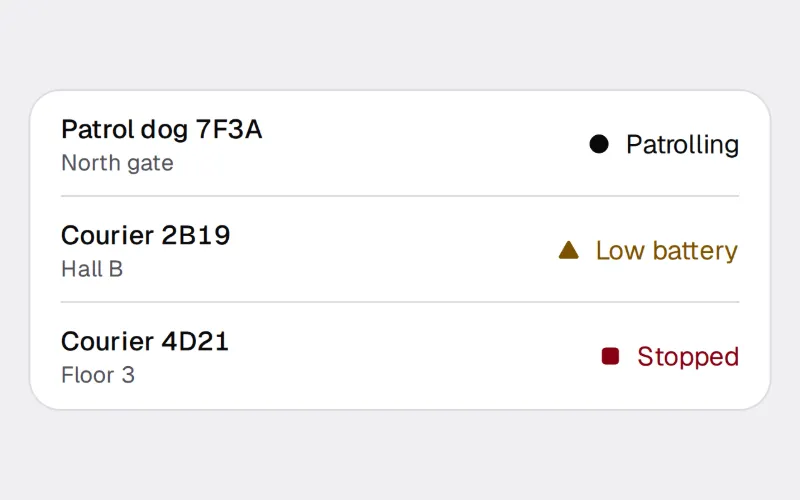 Patrol dog 7F3A
North gate
Patrolling
Courier 2B19
Hall B
Low battery
Courier 4D21
Floor 3
Stopped